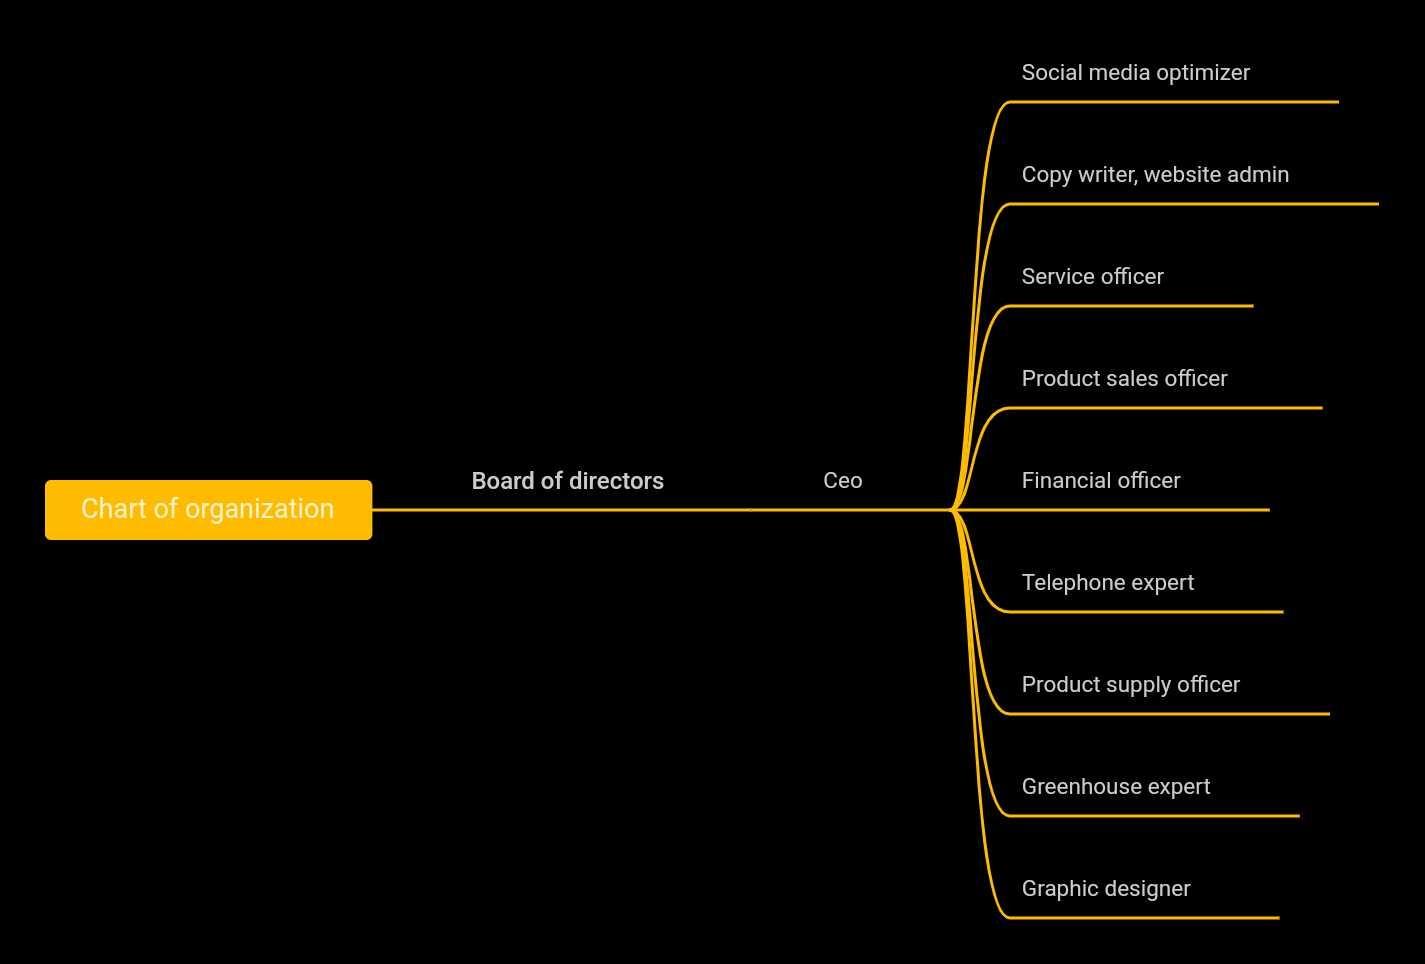 Chart of organization
Board of directors
Ceo
Social media optimizer
Copy writer, website admin
Service officer
Product sales officer
Financial officer
Telephone expert
Product supply officer
Greenhouse expert
Graphic designer